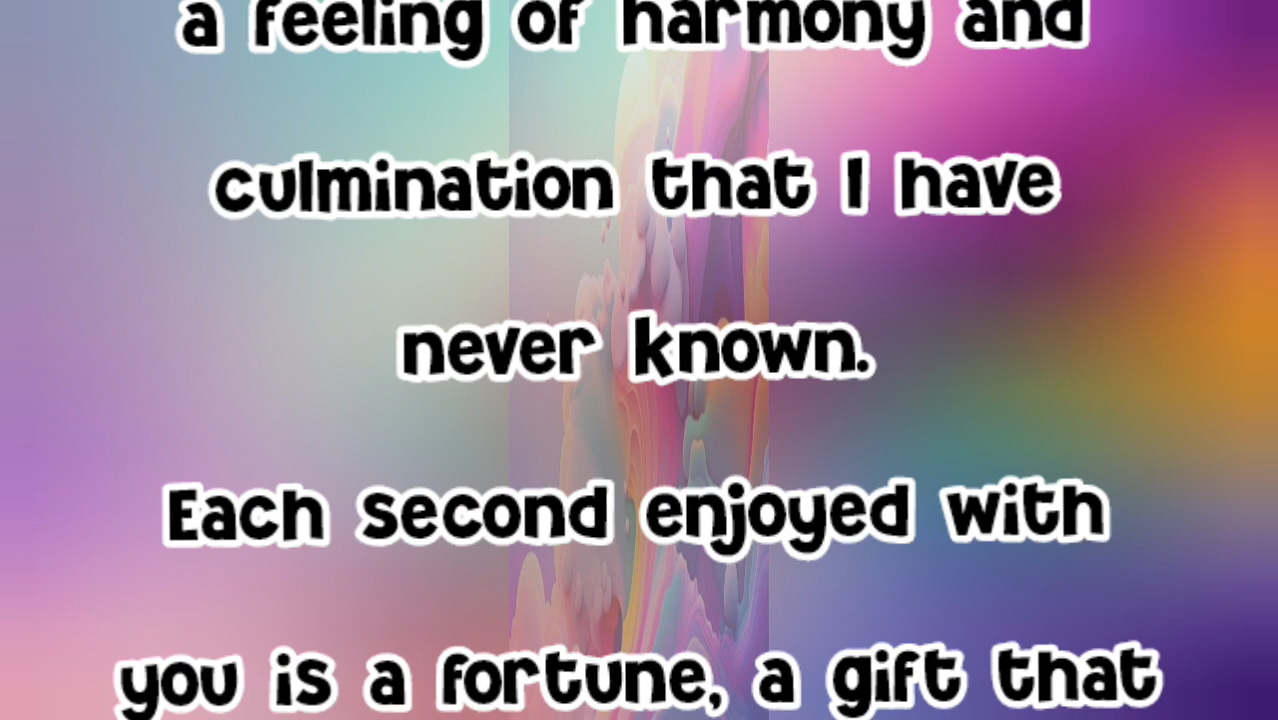 a feeling of harmony and
culmination that I have
never known.
Each second enjoyed with
you is a fortune, a gift that